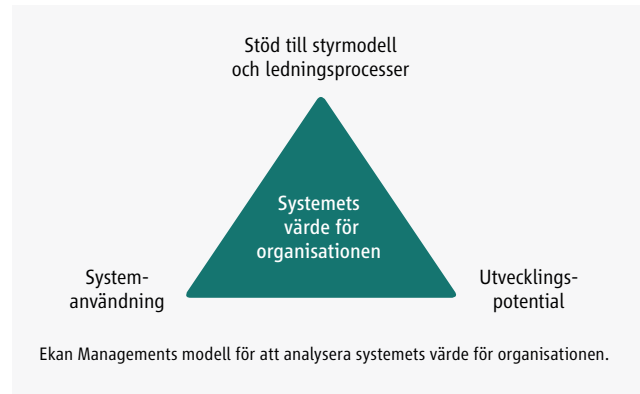 Stöd till styrmodell
och ledningsprocesser
Systemets
värde för
organisationen
System-
användning
Utvecklings-
potential
Ekan Managements modell för att analysera systemets värde för organisationen.